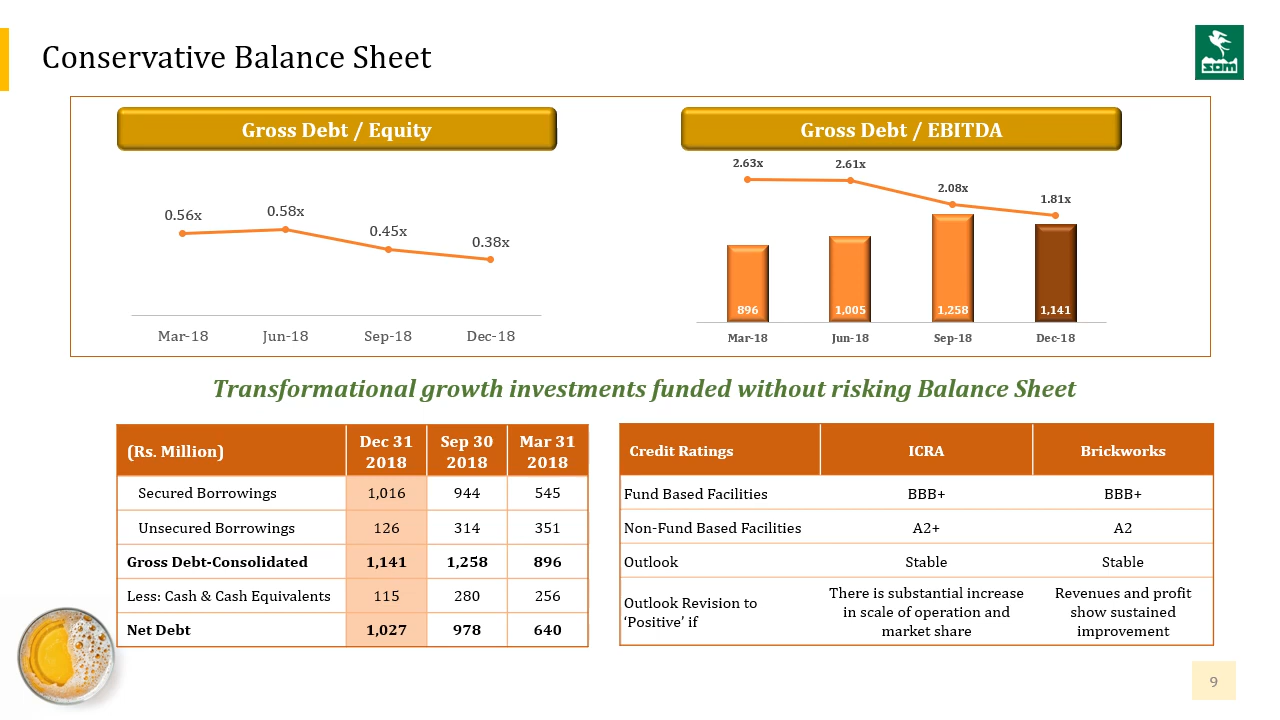 Conservative Balance Sheet
som
Gross Debt / Equity
0.56x 0.58x 0.45x 0.38x
Mar-18 Jun-18 Sep-18 Dec-18
Gross Debt / EBITDA
2.63x 2.61x 2.08x 1.81x
896 1,005 1,258 1,141
Mar-18 Jun-18 Sep-18 Dec-18
Transformational growth investments funded without risking Balance Sheet
(Rs. Million) Dec 31 2018 Sep 30 2018 Mar 31 2018
Secured Borrowings 1,016 944 545
Unsecured Borrowings 126 314 351
Gross Debt-Consolidated 1,141 1,258 896
Less: Cash & Cash Equivalents 115 280 256
Net Debt 1,027 978 640
Credit Ratings ICRA Brickworks
Fund Based Facilities BBB+ BBB+
Non-Fund Based Facilities A2+ A2
Outlook Stable Stable
Outlook Revision to
‘Positive’ if
There is substantial increase
in scale of operation and
market share
Revenues and profit
show sustained
improvement
9